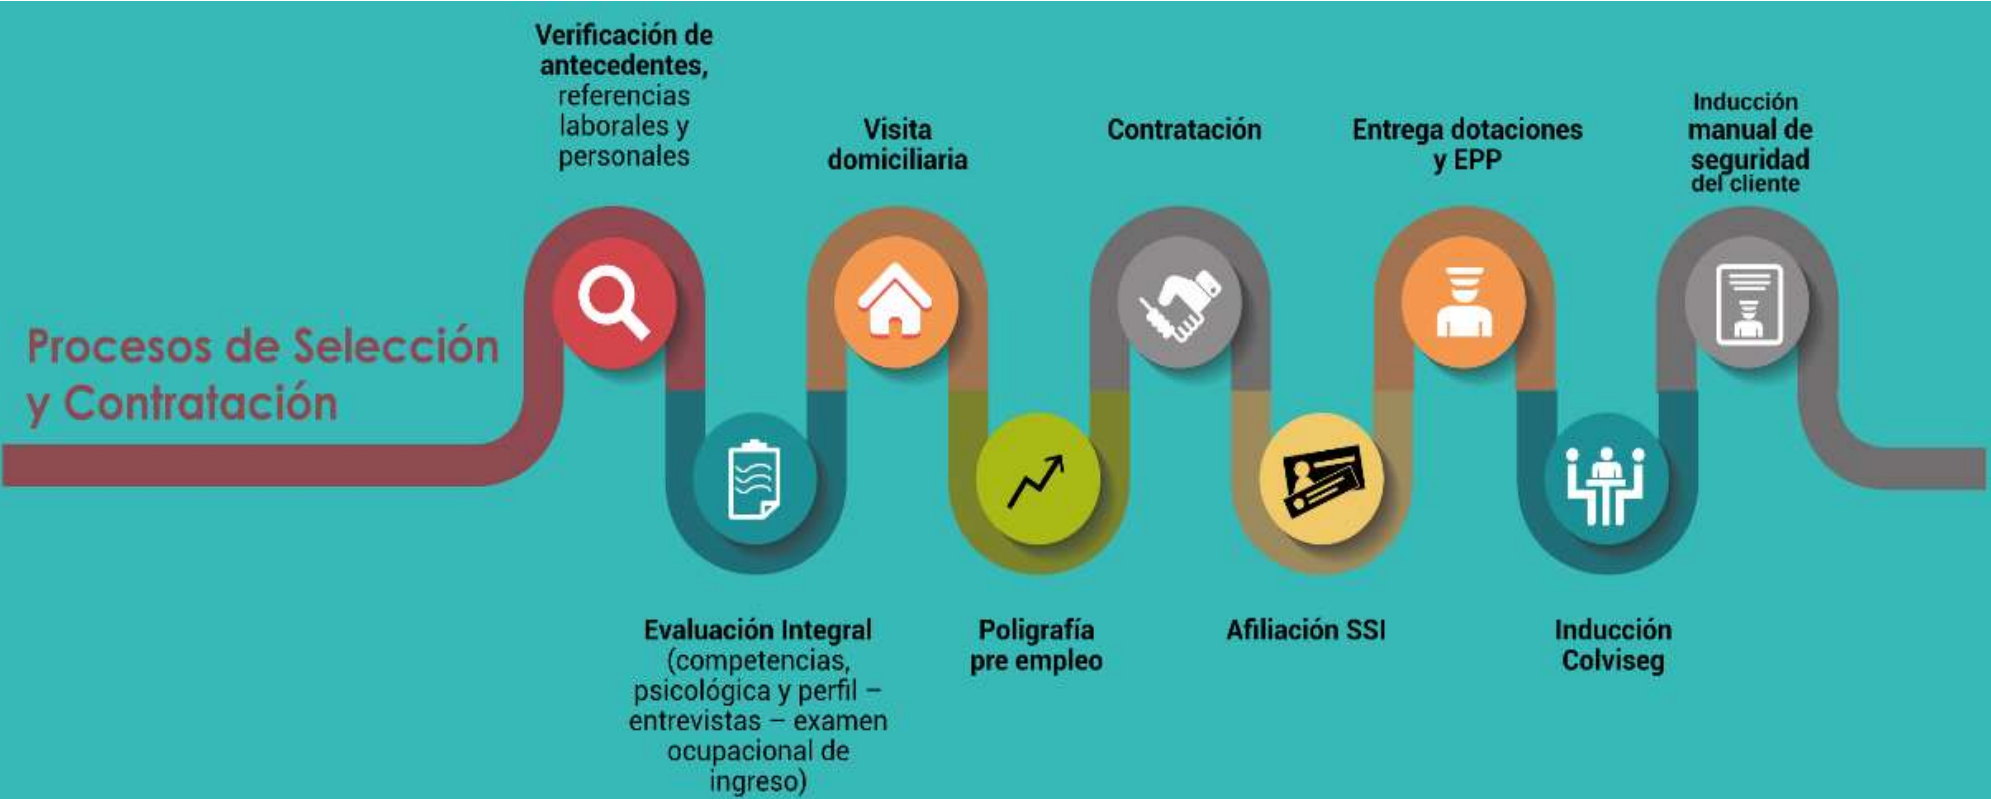 Procesos de Selección
y Contratación
Verificación de
antecedentes,
referencias
laborales y
personales
Evaluación Integral
(competencias,
psicológica y perfil –
entrevistas – examen
ocupacional de
ingreso)
Visita
domiciliaria
Poligrafía
pre empleo
Contratación
Afiliación SSI
Entrega dotaciones
y EPP
Inducción
Colviseg
Inducción
manual de
seguridad
del cliente